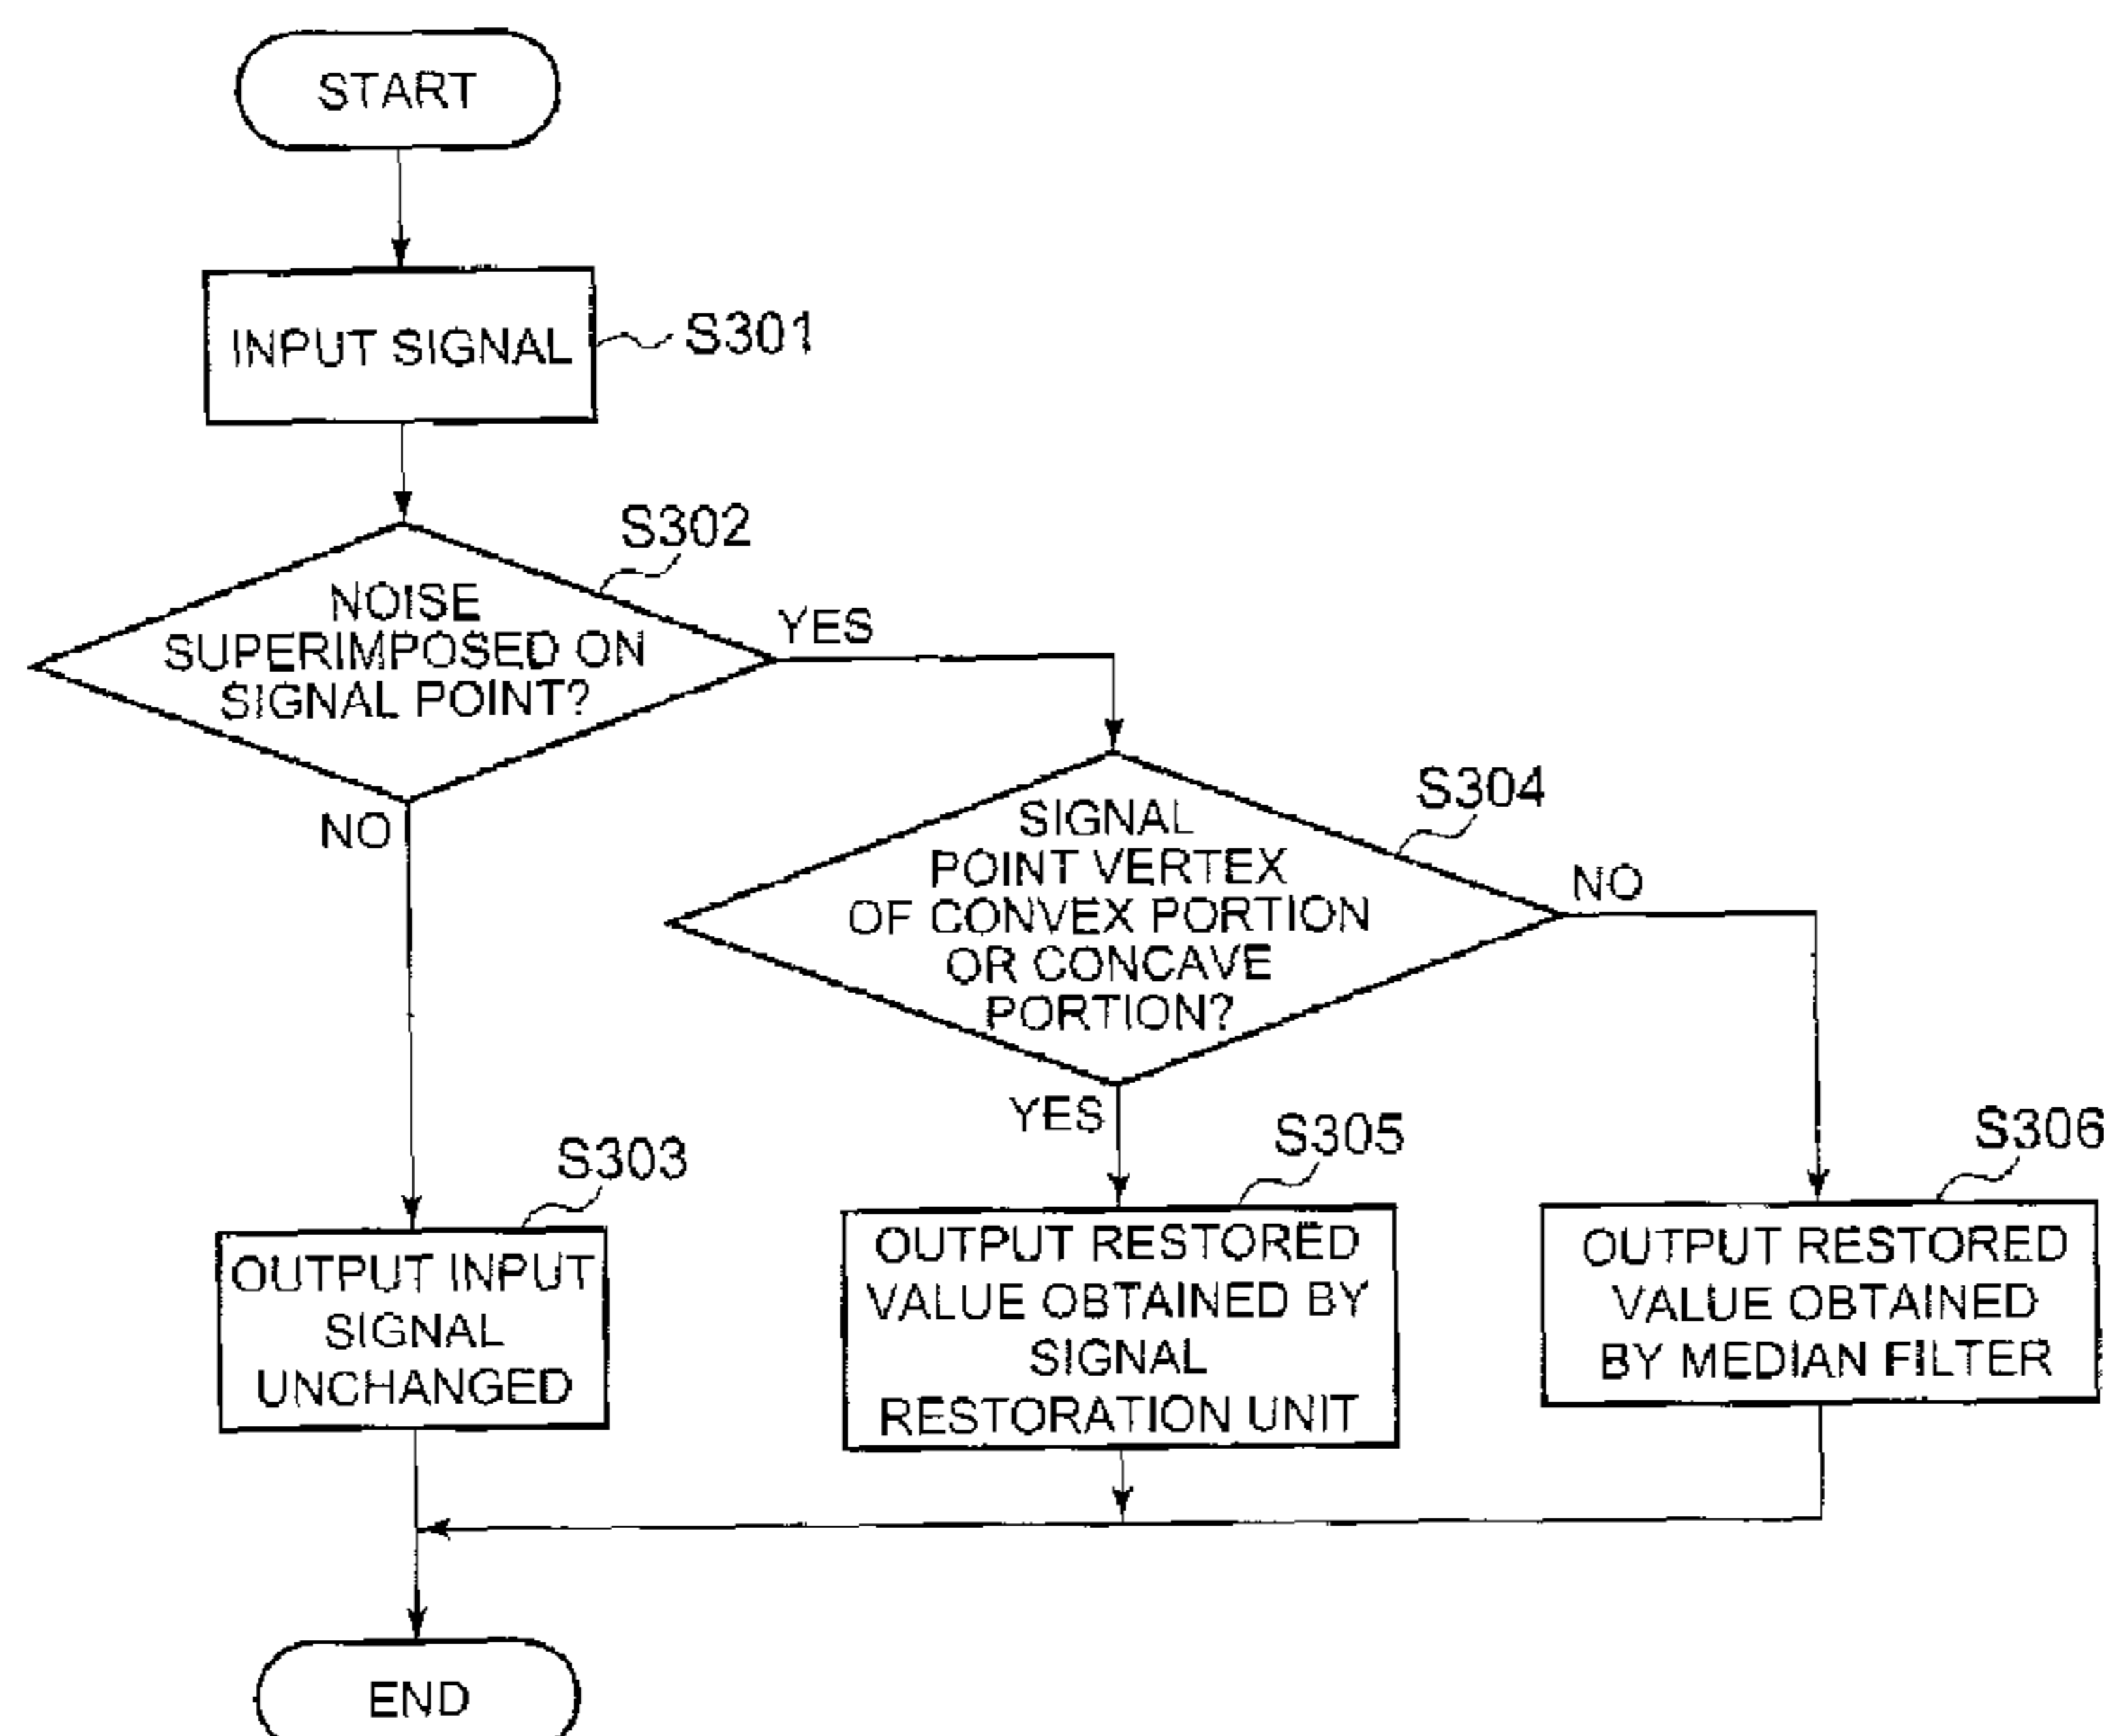 START
INPUT SIGNAL
S301
S302
NOISE
SUPERIMPOSED ON
SIGNAL POINT?
YES
NO
S304
SIGNAL
POINT VERTEX
OF CONVEX PORTION
OR CONCAVE
PORTION?
NO
YES
S303
OUTPUT INPUT
SIGNAL
UNCHANGED
S305
OUTPUT RESTORED
VALUE OBTAINED BY
SIGNAL
RESTORATION UNIT
S306
OUTPUT RESTORED
VALUE OBTAINED
BY MEDIAN FILTER
END